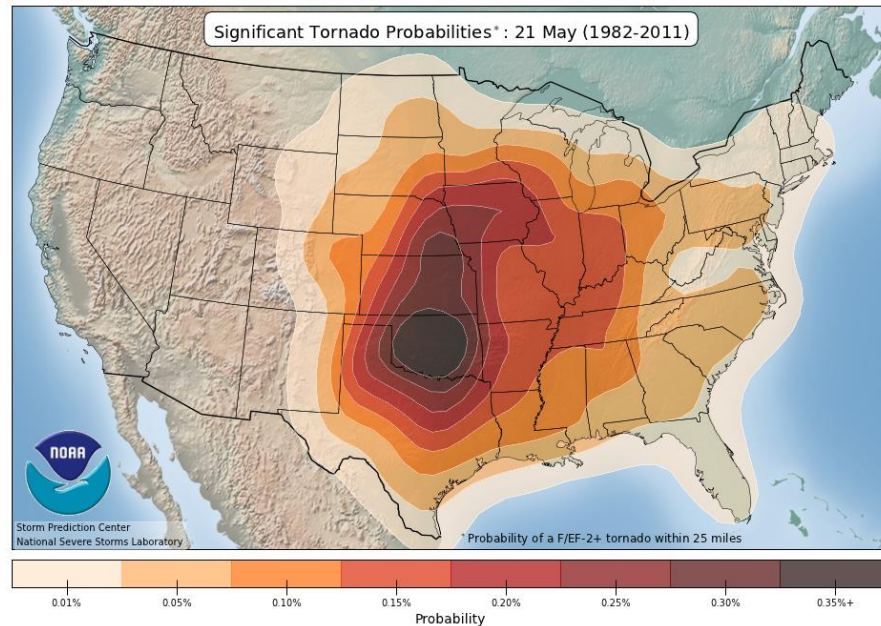 Significant Tornado Probabilities*: 21 May (1982-2011)
NOAA
Storm Prediction Center
National Severe Storms Laboratory
*Probability of a F/EF-2+ tornado within 25 miles
0.01% 0.05% 0.10% 0.15% 0.20% 0.25% 0.30% 0.35%+
Probability